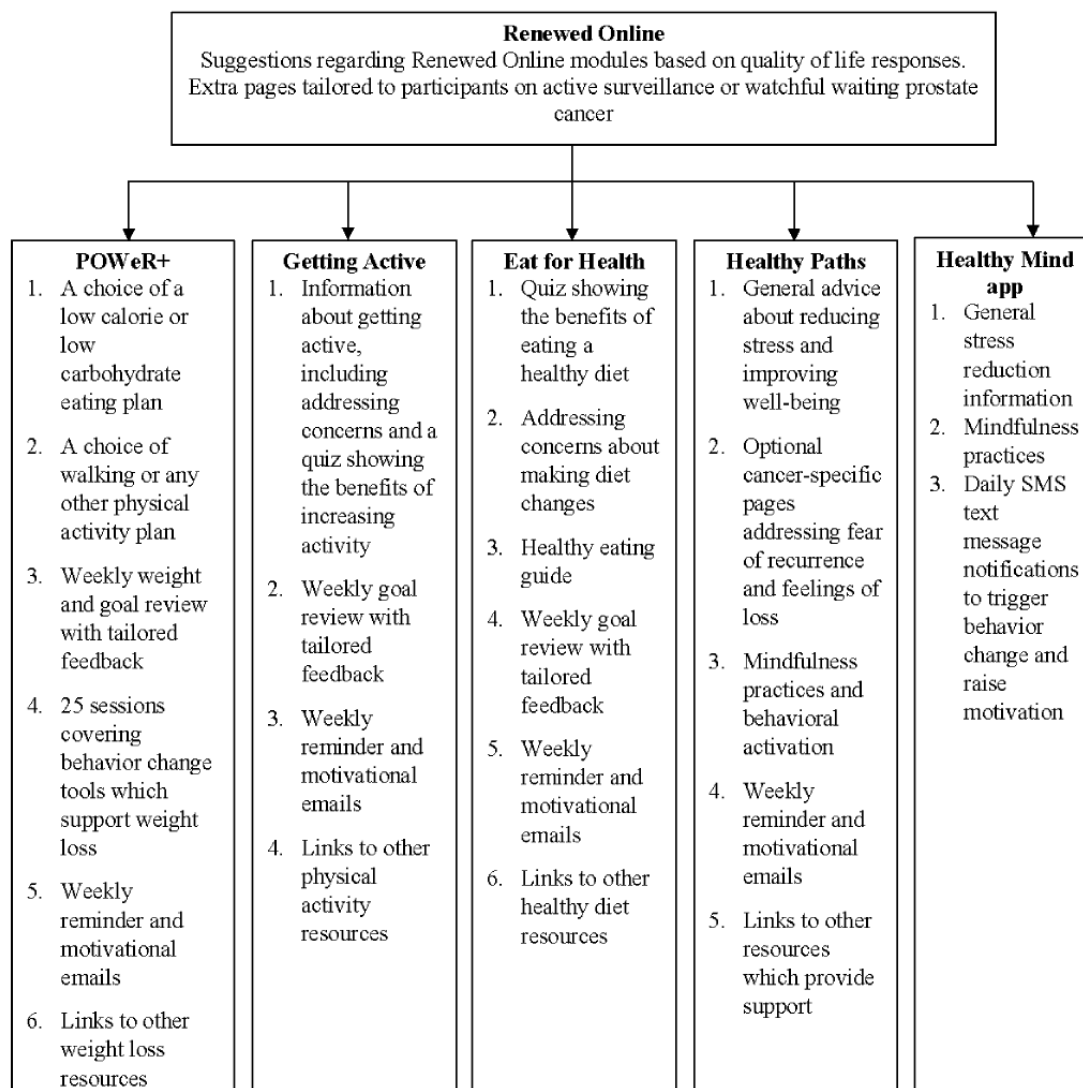 Renewed Online
Suggestions regarding Renewed Online modules based on quality of life responses.
Extra pages tailored to participants on active surveillance or watchful waiting prostate
cancer
POWeR+
1. A choice of a
low calorie or
low
carbohydrate
eating plan
2. A choice of
walking or any
other physical
activity plan
3. Weekly weight
and goal review
with tailored
feedback
4. 25 sessions
covering
behavior change
tools which
support weight
loss
5. Weekly
reminder and
motivational
emails
6. Links to other
weight loss
resources
Getting Active
1. Information
about getting
active,
including
addressing
concerns and a
quiz showing
the benefits of
increasing
activity
2. Weekly goal
review with
tailored
feedback
3. Weekly
reminder and
motivational
emails
4. Links to other
physical
activity
resources
Eat for Health
1. Quiz showing
the benefits of
eating a
healthy diet
2. Addressing
concerns about
making diet
changes
3. Healthy eating
guide
4. Weekly goal
review with
tailored
feedback
5. Weekly
reminder and
motivational
emails
6. Links to other
healthy diet
resources
Healthy Paths
1. General advice
about reducing
stress and
improving
well-being
2. Optional
cancer-specific
pages
addressing fear
of recurrence
and feelings of
loss
3. Mindfulness
practices and
behavioral
activation
4. Weekly
reminder and
motivational
emails
5. Links to other
resources
which provide
support
Healthy Mind
app
1. General
stress
reduction
information
2. Mindfulness
practices
3. Daily SMS
text
message
notifications
to trigger
behavior
change and
raise
motivation